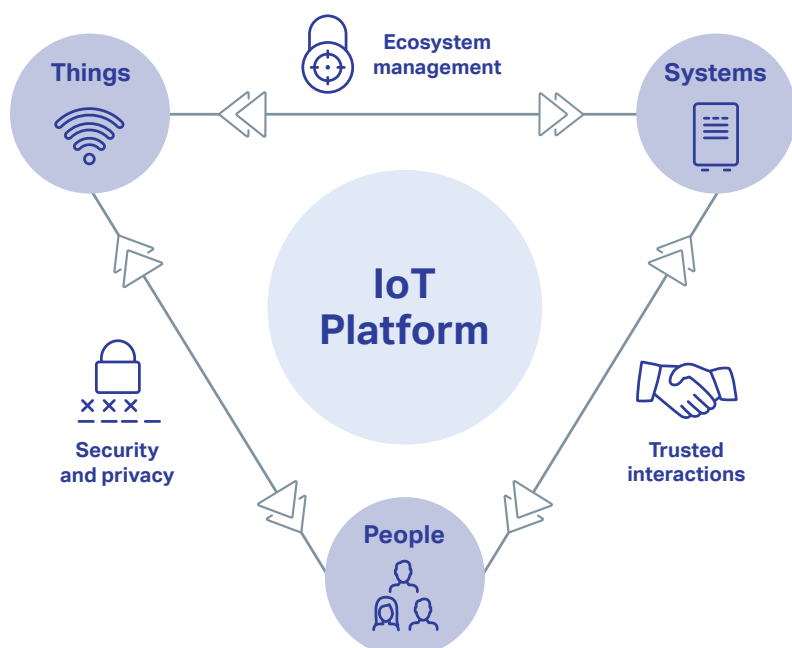 Things
Ecosystem
management
Systems
IoT
Platform
Security
and privacy
Trusted
interactions
People